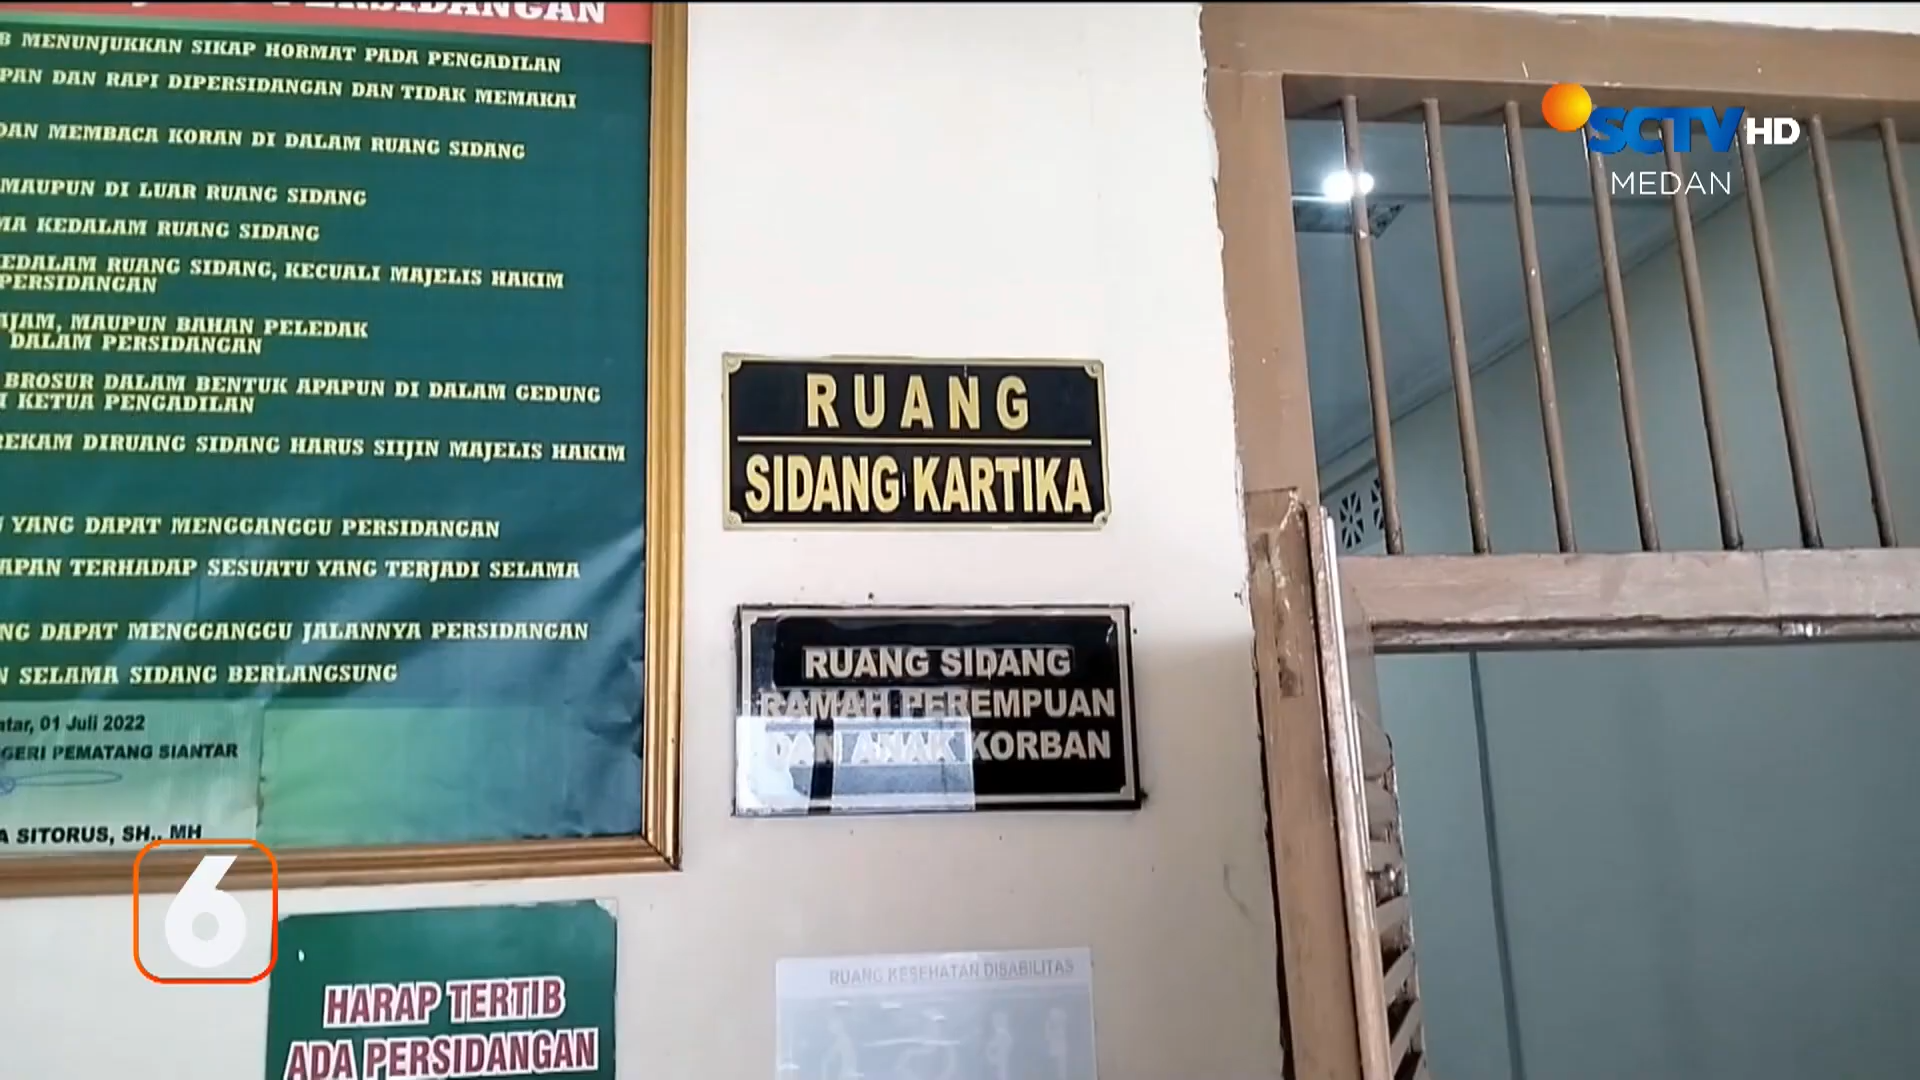 PERSIDANGAN
B MENUNJUKKAN SIKAP HORMAT PADA PENGADILAN
PAN DAN RAPI DIPERSIDANGAN DAN TIDAK MEMAKAI
DAN MEMBACA KORAN DI DALAM RUANG SIDANG
MAUPUN DI LUAR RUANG SIDANG
MA KEDALAM RUANG SIDANG
EDALAM RUANG SIDANG, KECUALI MAJELIS HAKIM
PERSIDANGAN
AJAM, MAUPUN BAHAN PELEDAK
DALAM PERSIDANGAN
BROSUR DALAM BENTUK APAPUN DI DALAM GEDUNG
I KETUA PENGADILAN
REKAM DIRUANG SIDANG HARUS SIIJIN MAJELIS HAKIM
YANG DAPAT MENGGANGGU PERSIDANGAN
APAN TERHADAP SESUATU YANG TERJADI SELAMA
NG DAPAT MENGGANGGU JALANNYA PERSIDANGAN
N SELAMA SIDANG BERLANGSUNG
atar, 01 Juli 2022
GERI PEMATANG SIANTAR
A SITORUS, SH., MH
6
HARAP TERTIB
ADA PERSIDANGAN
RUANG
SIDANG KARTIKA
RUANG SIDANG
RAMAH PEREMPUAN
DAN ANAK KORBAN
RUANG KESEHATAN DISABILITAS
SCTV HD
MEDAN